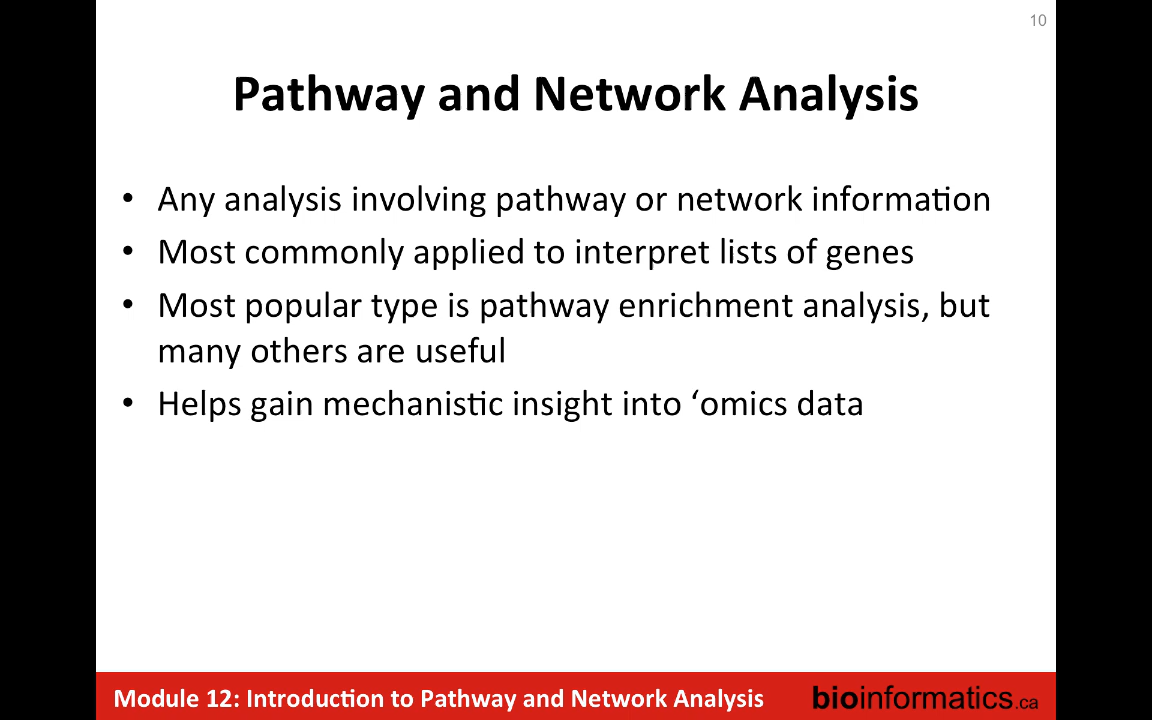 10
Pathway and Network Analysis
• Any analysis involving pathway or network information
• Most commonly applied to interpret lists of genes
• Most popular type is pathway enrichment analysis, but
many others are useful
• Helps gain mechanistic insight into ‘omics data
Module 12: Introduction to Pathway and Network Analysis
bioinformatics.ca